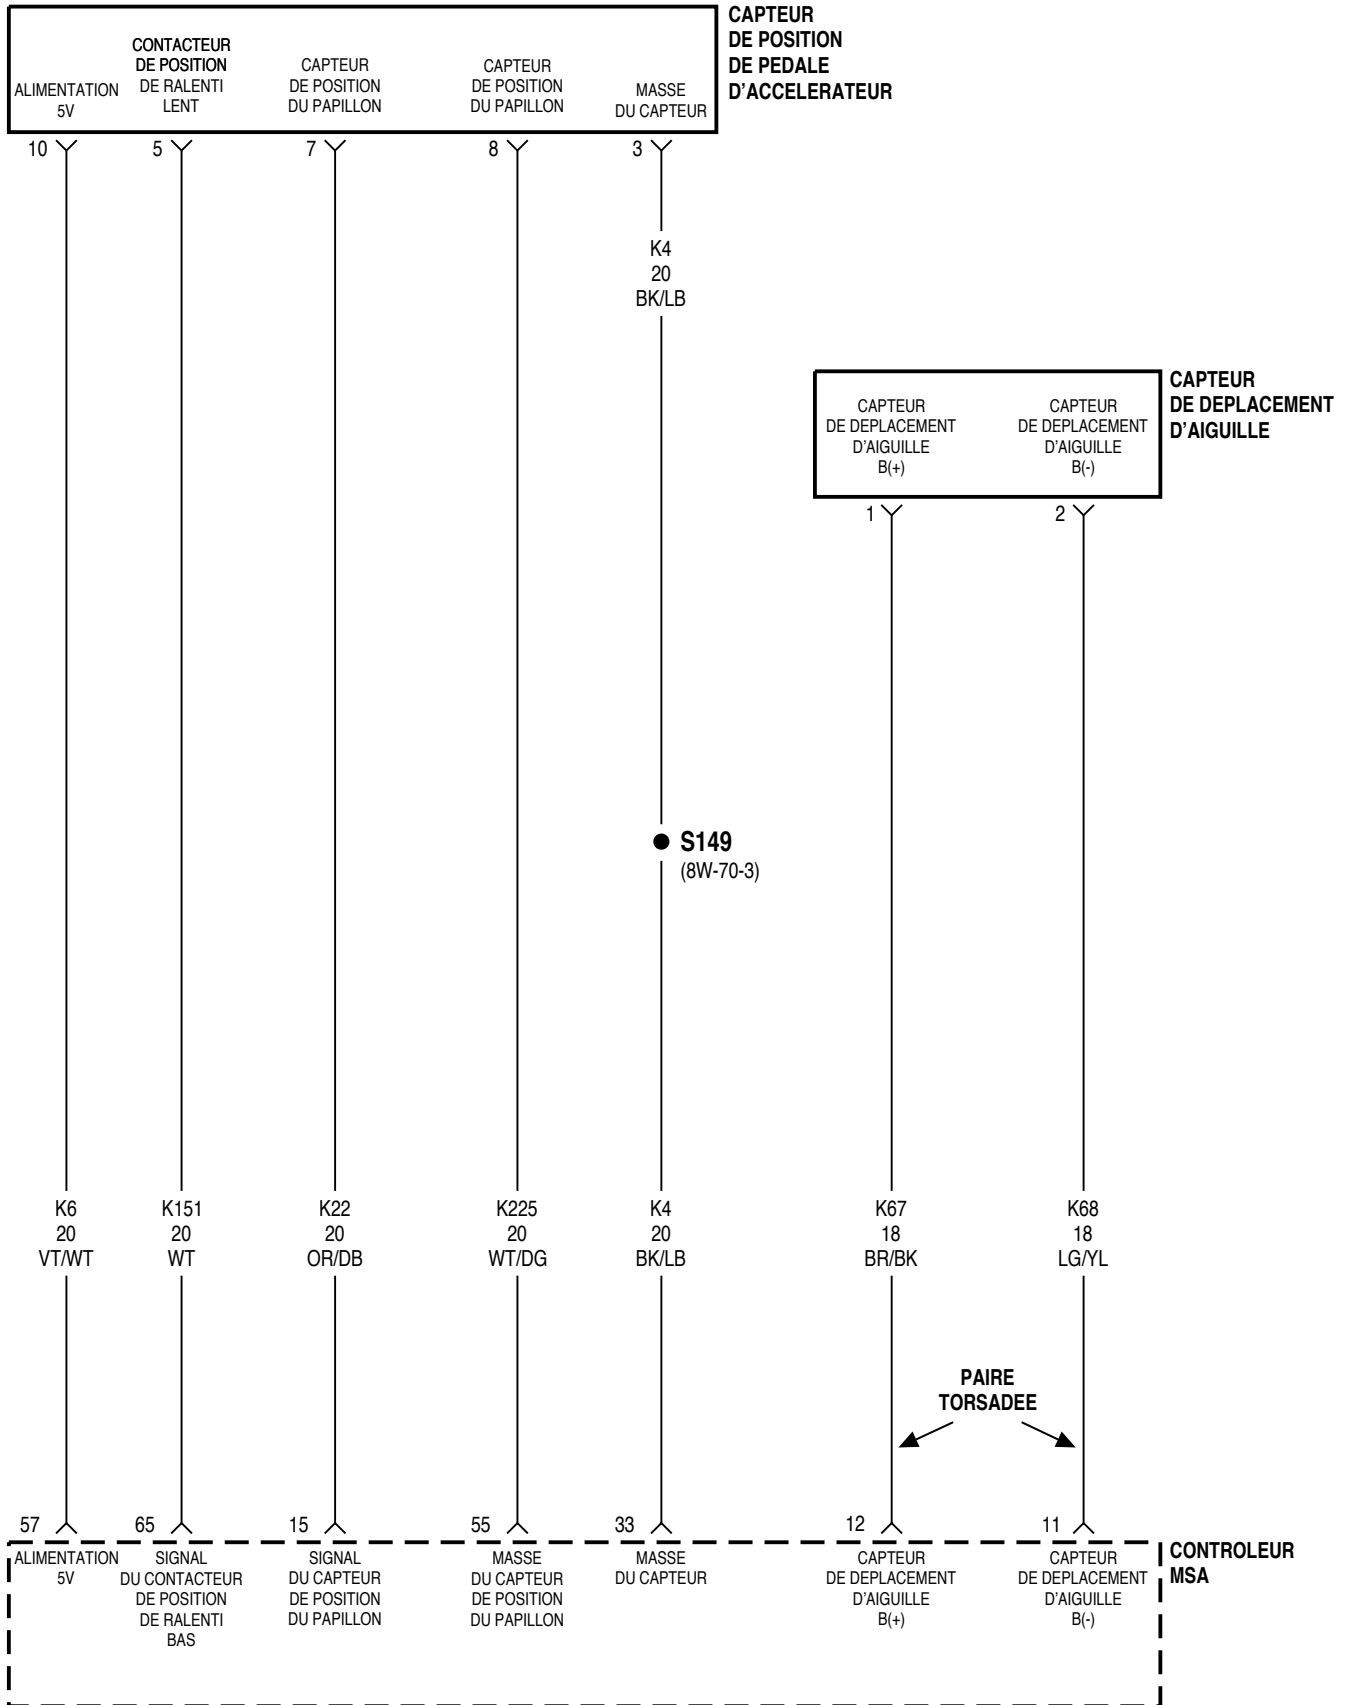 CAPTEUR
DE POSITION
DE PEDALE
D'ACCELERATEUR
ALIMENTATION
5V
CONTACTEUR
DE POSITION
DE RALENTI
LENT
CAPTEUR
DE POSITION
DU PAPILLON
CAPTEUR
DE POSITION
DU PAPILLON
MASSE
DU CAPTEUR
10
5
7
8
3
K4
20
BK/LB
CAPTEUR
DE DEPLACEMENT
D'AIGUILLE
CAPTEUR
DE DEPLACEMENT
D'AIGUILLE
B(+)
CAPTEUR
DE DEPLACEMENT
D'AIGUILLE
B(-)
1
2
S149
(8W-70-3)
K6
20
VT/WT
K151
20
WT
K22
20
OR/DB
K225
20
WT/DG
K4
20
BK/LB
K67
18
BR/BK
K68
18
LG/YL
PAIRE
TORSADEE
57
65
15
55
33
12
11
ALIMENTATION
5V
SIGNAL
DU CONTACTEUR
DE POSITION
DE RALENTI
BAS
SIGNAL
DU CAPTEUR
DE POSITION
DU PAPILLON
MASSE
DU CAPTEUR
DE POSITION
DU PAPILLON
MASSE
DU CAPTEUR
CAPTEUR
DE DEPLACEMENT
D'AIGUILLE
B(+)
CAPTEUR
DE DEPLACEMENT
D'AIGUILLE
B(-)
CONTROLEUR
MSA